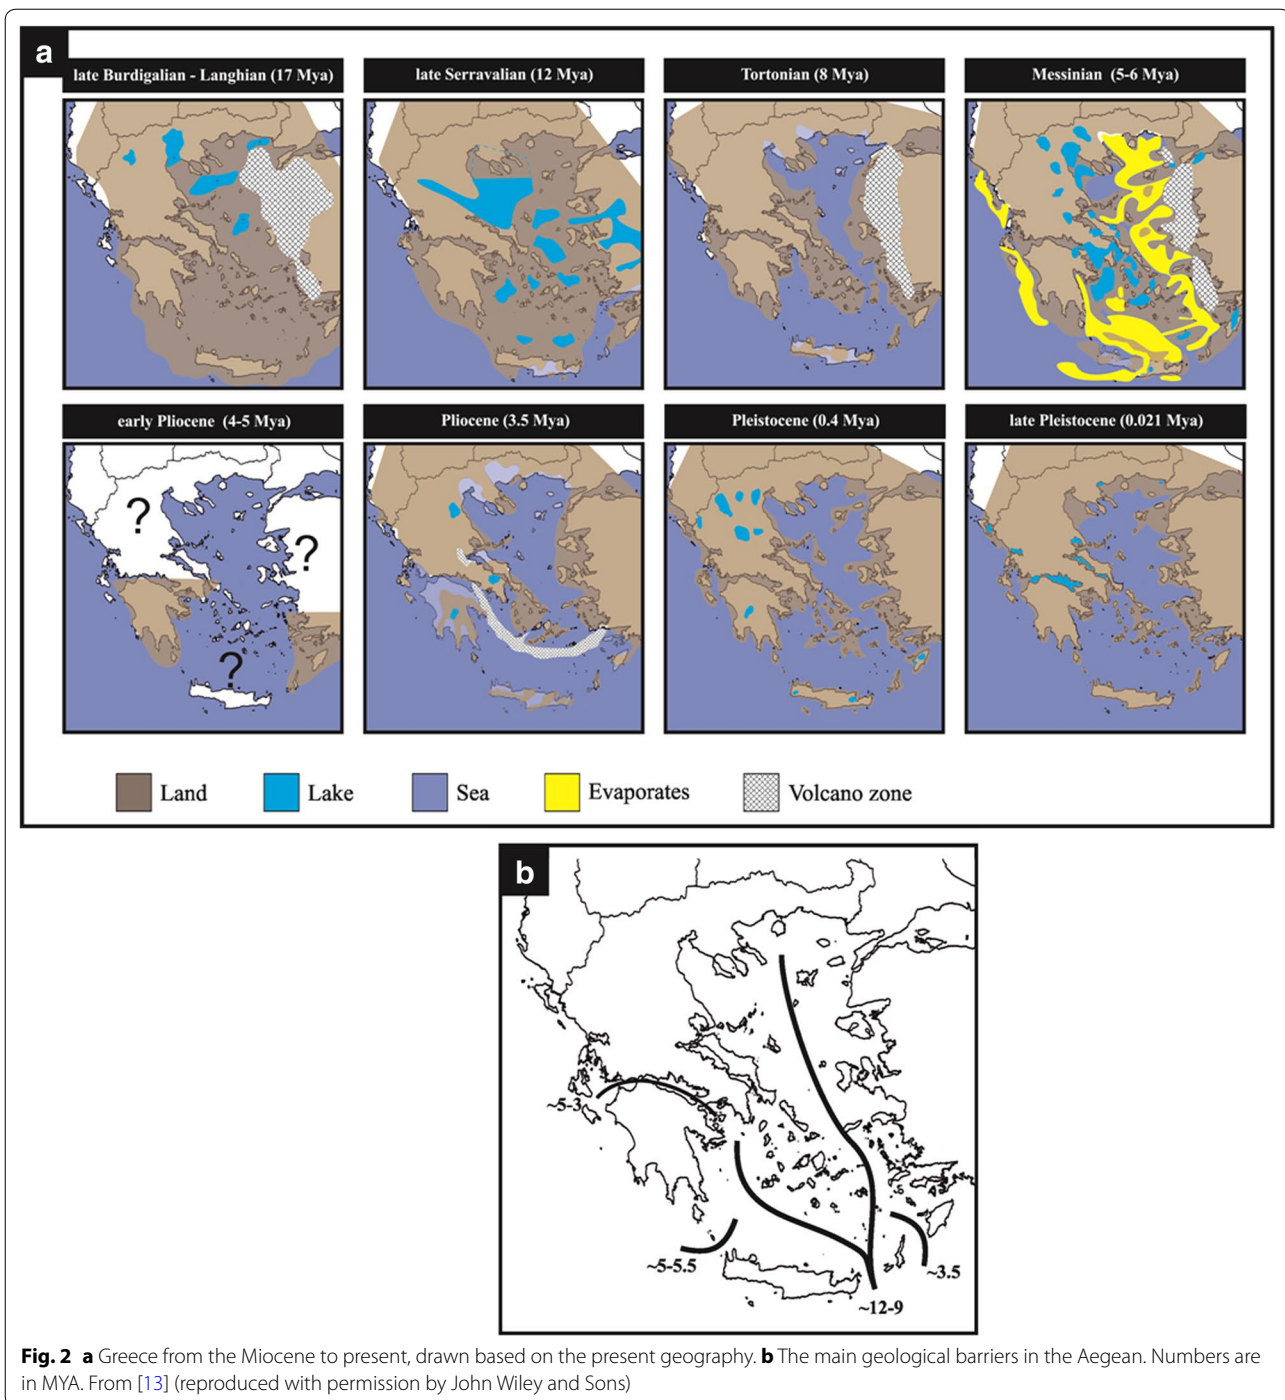 a
late Burdigalian - Langhian (17 Mya)
late Serravalian (12 Mya)
Tortonian (8 Mya)
Messinian (5-6 Mya)
early Pliocene (4-5 Mya)
Pliocene (3.5 Mya)
Pleistocene (0.4 Mya)
late Pleistocene (0.021 Mya)
?
?
?
Land
Lake
Sea
Evaporates
Volcano zone
b
~5-3
~5-5.5
~3.5
~12-9
Fig. 2 a Greece from the Miocene to present, drawn based on the present geography. b The main geological barriers in the Aegean. Numbers are
in MYA. From [13] (reproduced with permission by John Wiley and Sons)